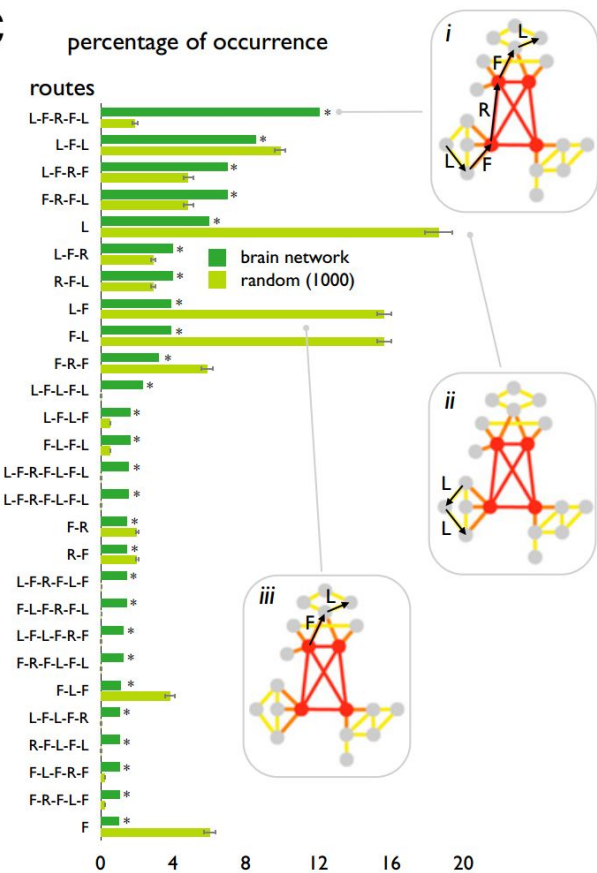 C
percentage of occurrence
routes
L-F-R-F-L
L-F-L
L-F-R-F
F-R-F-L
L
L-F-R
R-F-L
L-F
F-L
F-R-F
L-F-L-F-L
L-F-L-F
F-L-F-L
L-F-R-F-L-F-L
L-F-R-F-L-F-L
F-R
R-F
L-F-R-F-L-F
F-L-F-R-F-L
L-F-L-F-R-F
F-R-F-L-F-L
F-L-F
L-F-L-F-R
R-F-L-F-L
F-L-F-R-F
F-R-F-L-F
F
* * * * * * * * * * * * * * * * * * * * * * * * * *
brain network
random (1000)
0 4 8 12 16 20
i
L
F
R
L
F
ii
L
L
iii
L
F